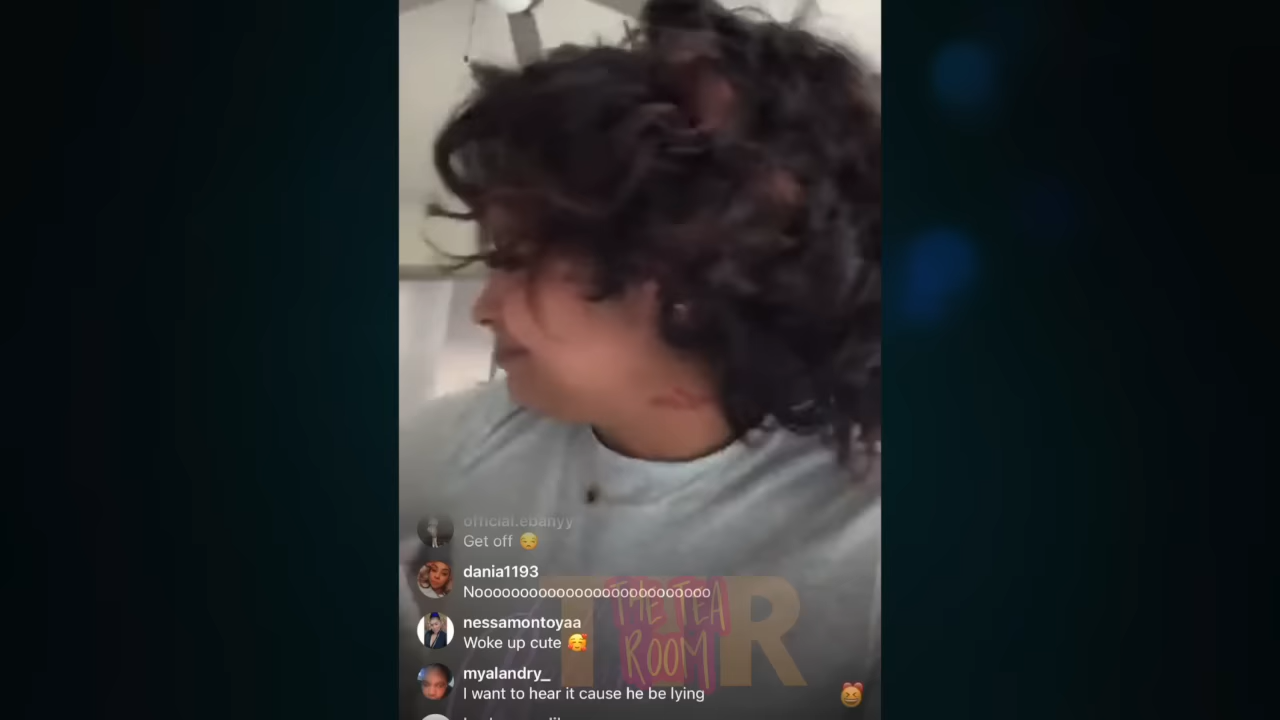 official.ebanyy
Get off 😒
dania1193
Noooooooooooooooooooooooooo
nessamontoyaa
Woke up cute 🥰
myalandry_
I want to hear it cause he be lying
T R
THE TEA
ROOM